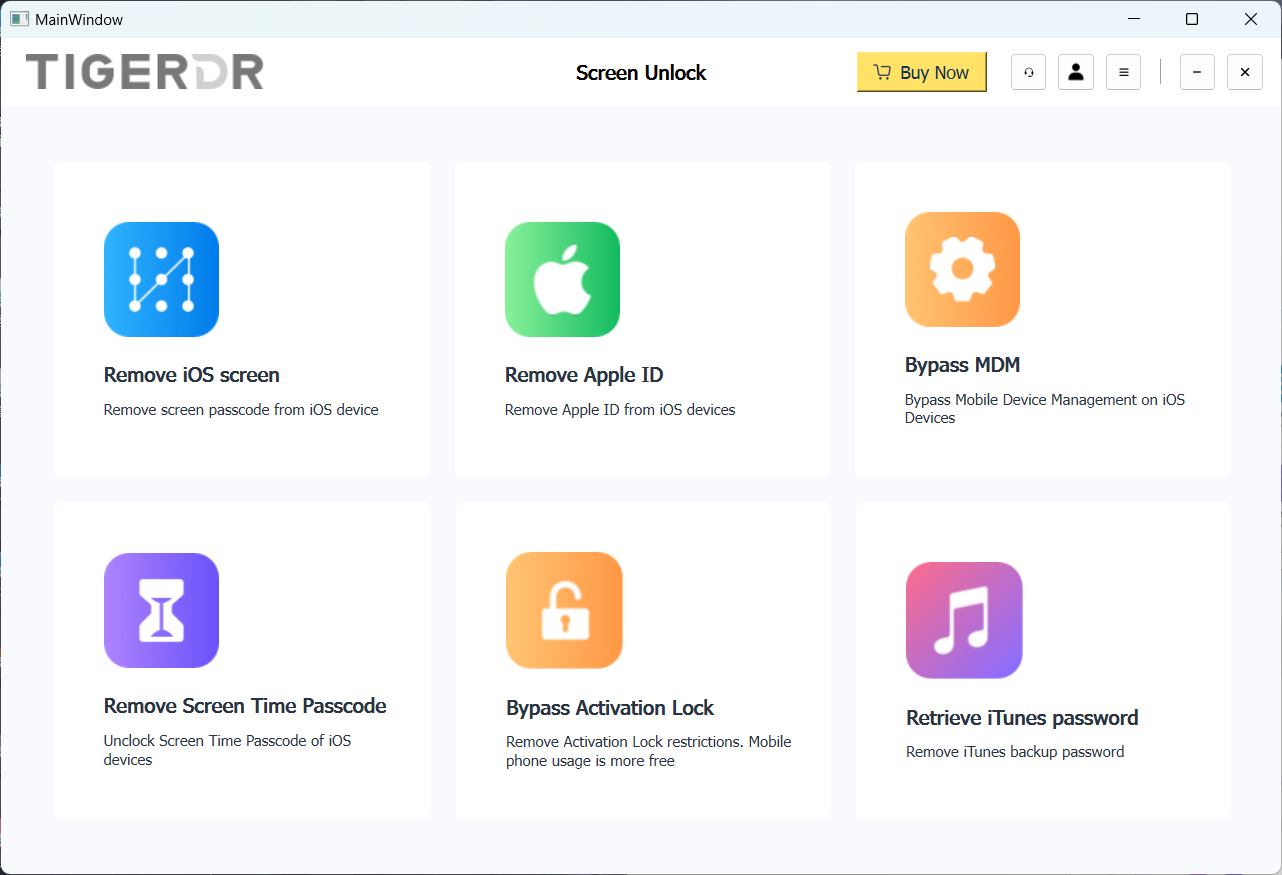 MainWindow
TIGERDR
Screen Unlock
Buy Now
Remove iOS screen
Remove screen passcode from iOS device
Remove Apple ID
Remove Apple ID from iOS devices
Bypass MDM
Bypass Mobile Device Management on iOS
Devices
Remove Screen Time Passcode
Unclock Screen Time Passcode of iOS
devices
Bypass Activation Lock
Remove Activation Lock restrictions. Mobile
phone usage is more free
Retrieve iTunes password
Remove iTunes backup password